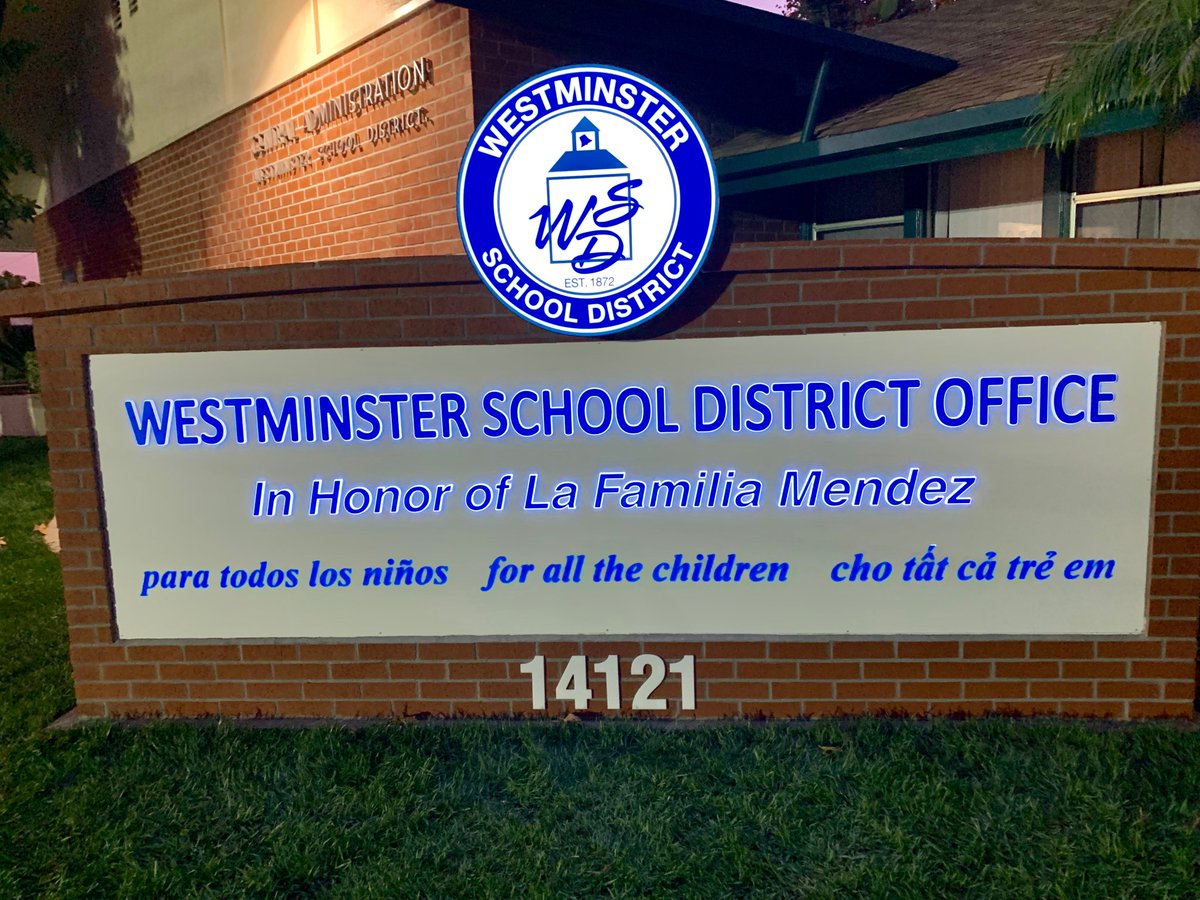 CENTRAL ADMINISTRATION
WESTMINSTER SCHOOL DISTRICT
WESTMINSTER
WSD
EST. 1872
SCHOOL DISTRICT
WESTMINSTER SCHOOL DISTRICT OFFICE
In Honor of La Familia Mendez
para todos los niños for all the children cho tất cả trẻ em
14121